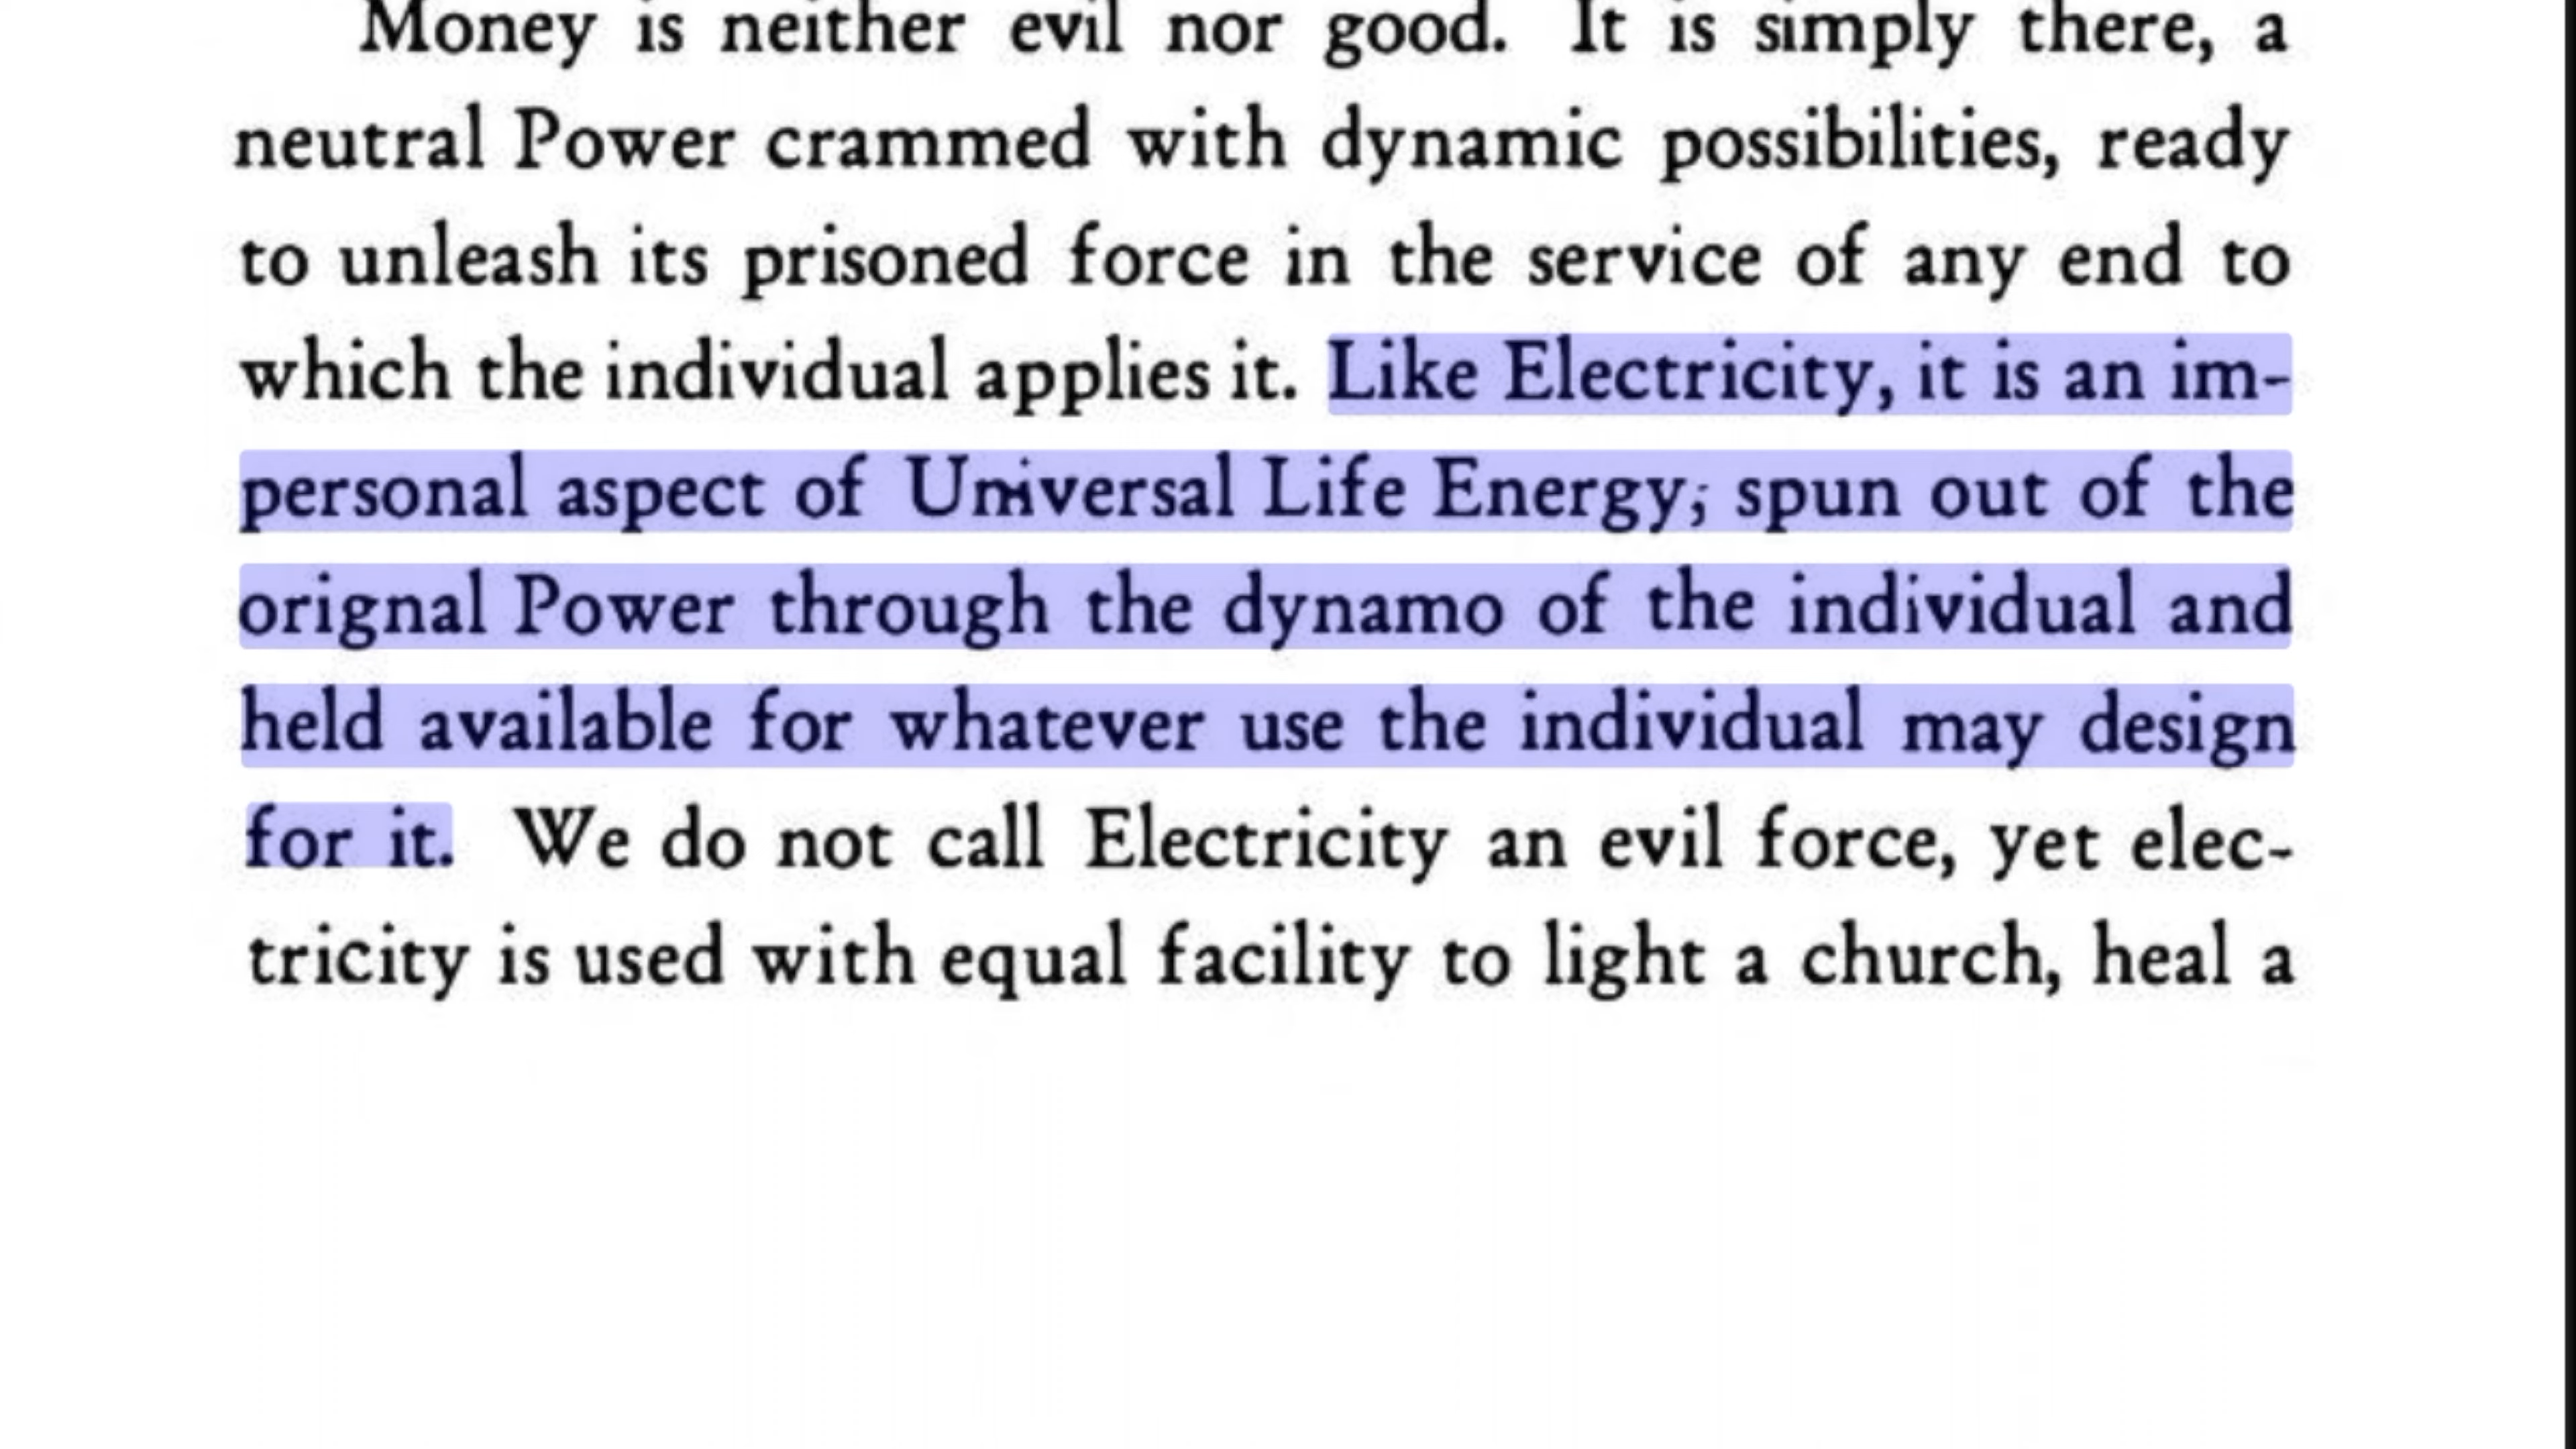 Money is neither evil nor good. It is simply there, a
neutral Power crammed with dynamic possibilities, ready
to unleash its prisoned force in the service of any end to
which the individual applies it. Like Electricity, it is an im-
personal aspect of Universal Life Energy; spun out of the
orignal Power through the dynamo of the individual and
held available for whatever use the individual may design
for it. We do not call Electricity an evil force, yet elec-
tricity is used with equal facility to light a church, heal a